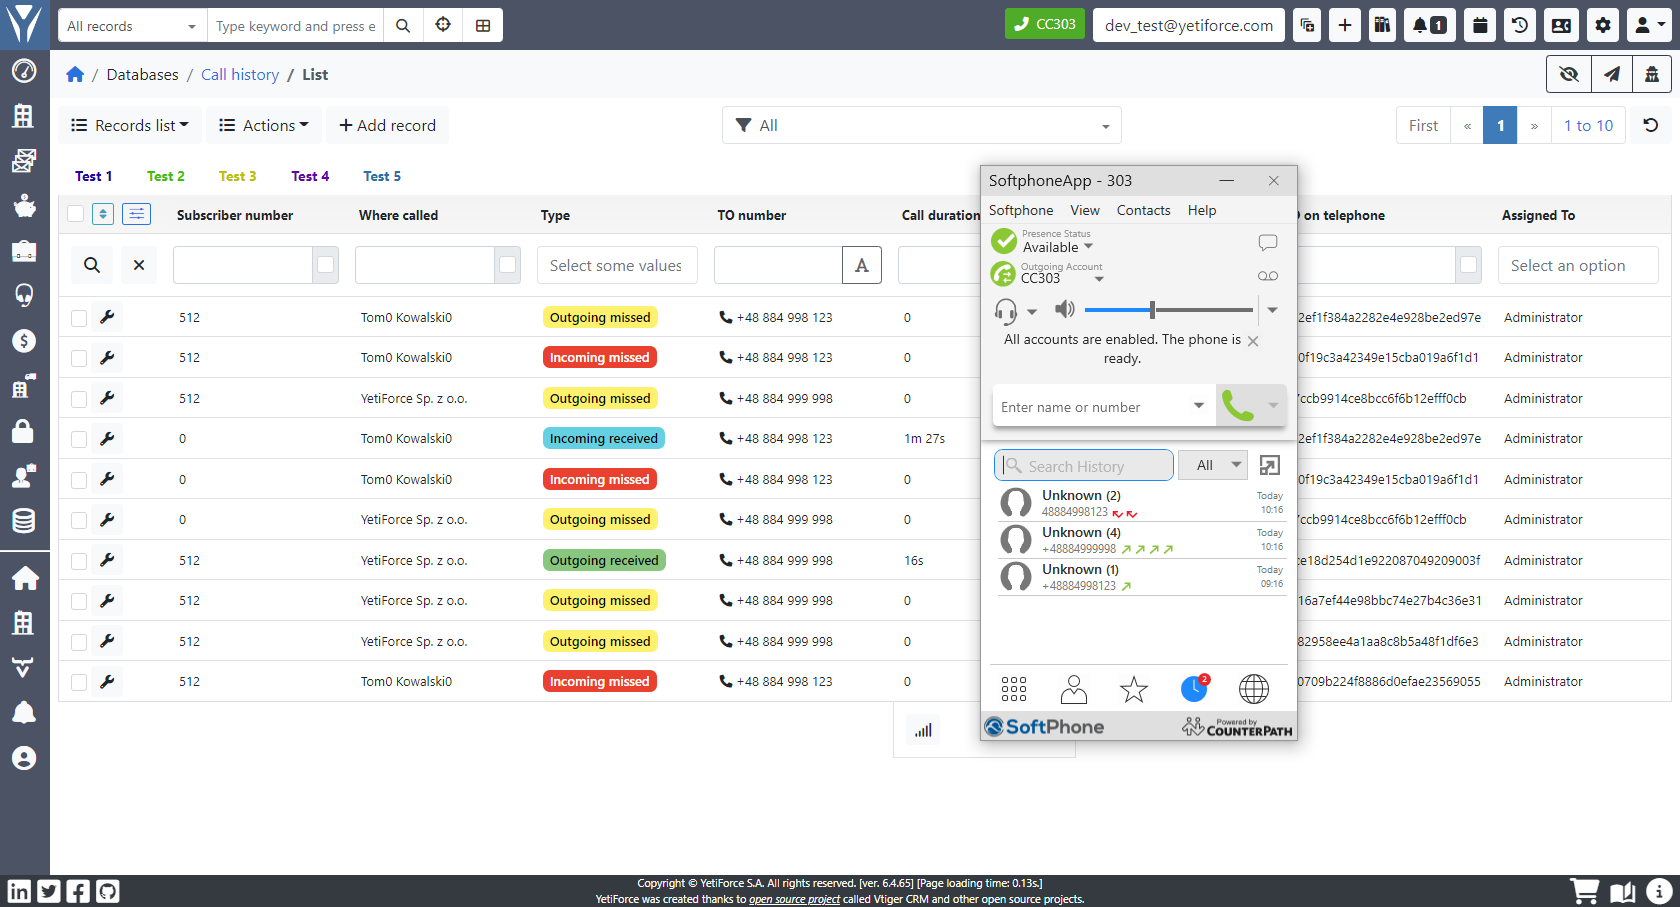 All records
Type keyword and press e
CC303
dev_test@yetiforce.com
1
/ Databases / Call history / List
Records list
Actions
Add record
All
First « 1 » 1 to 10
Test 1 Test 2 Test 3 Test 4 Test 5
Subscriber number Where called Type TO number Call duration on telephone Assigned To
Select some values A Select an option
512 Tom0 Kowalski0 Outgoing missed +48 884 998 123 0 2ef1f384a2282e4e928be2ed97e Administrator
512 Tom0 Kowalski0 Incoming missed +48 884 998 123 0 0f19c3a42349e15cba019a6f1d1 Administrator
512 YetiForce Sp. z o.o. Outgoing missed +48 884 999 998 0 7ccb9914ce8bcc6f6b12efff0cb Administrator
0 Tom0 Kowalski0 Incoming received +48 884 998 123 1m 27s 2ef1f384a2282e4e928be2ed97e Administrator
0 Tom0 Kowalski0 Incoming missed +48 884 998 123 0 0f19c3a42349e15cba019a6f1d1 Administrator
0 YetiForce Sp. z o.o. Outgoing missed +48 884 999 998 0 7ccb9914ce8bcc6f6b12efff0cb Administrator
512 YetiForce Sp. z o.o. Outgoing received +48 884 999 998 16s ce18d254d1e922087049209003f Administrator
512 YetiForce Sp. z o.o. Outgoing missed +48 884 999 998 0 16a7ef44e98bbc74e27b4c36e31 Administrator
512 YetiForce Sp. z o.o. Outgoing missed +48 884 999 998 0 82958ee4a1aa8c8b5a48f1df6e3 Administrator
512 Tom0 Kowalski0 Incoming missed +48 884 998 123 0 0709b224f8886d0efae23569055 Administrator
SoftphoneApp - 303
Softphone View Contacts Help
Presence Status
Available
Outgoing Account
CC303
All accounts are enabled. The phone is
ready.
Enter name or number
Search History
All
Unknown (2) Today
48884998123 10:16
Unknown (4) Today
+48884999998 10:16
Unknown (1) Today
+48884998123 09:16
2
SoftPhone
Powered by
COUNTERPATH
Copyright © YetiForce S.A. All rights reserved. [ver. 6.4.65] [Page loading time: 0.13s.]
YetiForce was created thanks to open source project called Vtiger CRM and other open source projects.